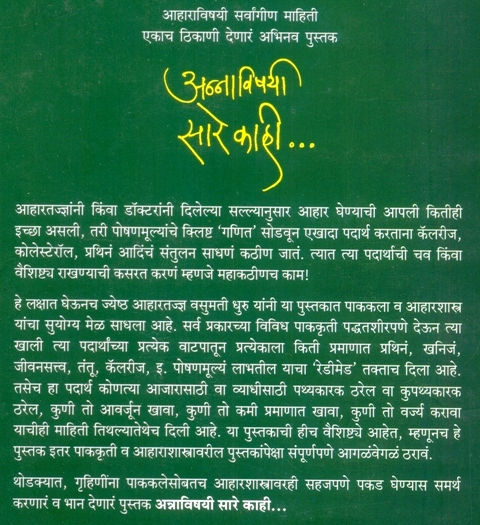 आहाराविषयी सर्वांगीण माहिती
एकाच ठिकाणी देणारं अभिनव पुस्तक
अन्नाविषयी
सारे काही...
आहारतज्ज्ञांनी किंवा डॉक्टरांनी दिलेल्या सल्ल्यानुसार आहार घेण्याची आपली कितीही
इच्छा असली, तरी पोषणमूल्यांचे क्लिष्ट 'गणित' सोडवून एखादा पदार्थ करताना कॅलरीज,
कोलेस्टेरॉल, प्रथिनं आदिंचं संतुलन साधणं कठीण जातं. त्यात त्या पदार्थाची चव किंवा
वैशिष्ट्य राखण्याची कसरत करणं म्हणजे महाकठीणच काम!
हे लक्षात घेऊनच ज्येष्ठ आहारतज्ज्ञ वसुमती धुरु यांनी या पुस्तकात पाककला व आहारशास्त्र
यांचा सुयोग्य मेळ साधला आहे. सर्व प्रकारच्या विविध पाककृती पद्धतशीरपणे देऊन त्या
खाली त्या पदार्थांच्या प्रत्येक वाटपातून प्रत्येकाला किती प्रमाणात प्रथिनं, खनिजं,
जीवनसत्त्व, तंतू, कॅलरीज, इ. पोषणमूल्यं लाभतील याचा 'रेडीमेड' तक्ताच दिला आहे.
तसेच हा पदार्थ कोणत्या आजारासाठी वा व्याधीसाठी पथ्यकारक ठरेल वा कुपथ्यकारक
ठरेल, कुणी तो आवर्जून खावा, कुणी तो कमी प्रमाणात खावा, कुणी तो वर्ज्य करावा
याचीही माहिती तिथल्यातेथेच दिली आहे. या पुस्तकाची हीच वैशिष्ट्ये आहेत, म्हणूनच हे
पुस्तक इतर पाककृती व आहाराशास्त्रावरील पुस्तकांपेक्षा संपूर्णपणे आगळंवेगळं ठरावं.
थोडक्यात, गृहिणींना पाककलेसोबतच आहारशास्त्रावरही सहजपणे पकड घेण्यास समर्थ
करणारं व भान देणारं पुस्तक अन्नाविषयी सारे काही...